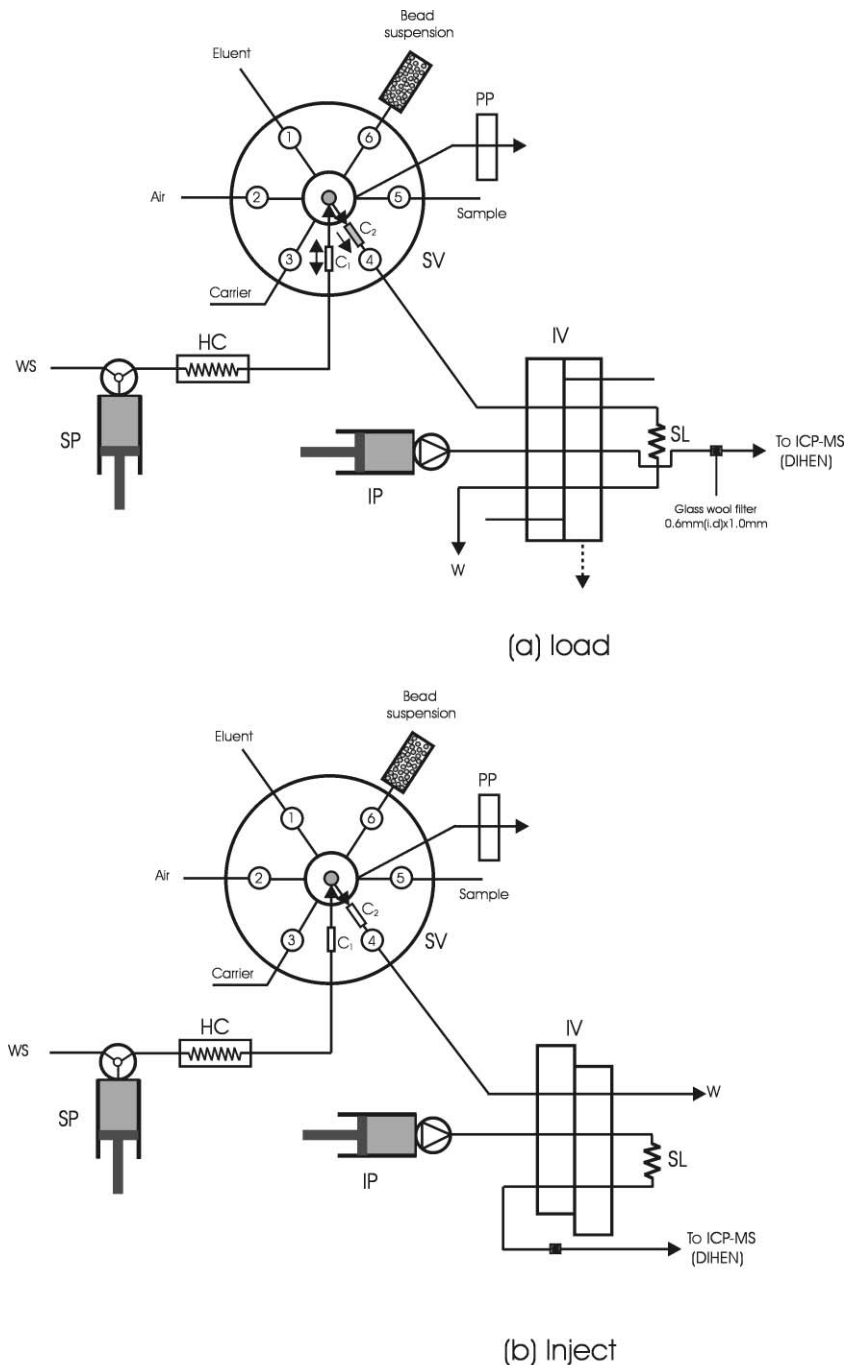 Bead
suspension
Eluent
PP
1
6
Air
2
5
Sample
C₂
SV
3
C₁
4
Carrier
HC
IV
WS
SL
To ICP-MS
(DIHEN)
SP
IP
Glass wool filter
0.6mm(i.d)x1.0mm
W
(a) load
Bead
suspension
Eluent
PP
1
6
Air
2
5
Sample
C₂
SV
3
C₁
4
Carrier
HC
IV
WS
W
SP
SL
IP
To ICP-MS
(DIHEN)
(b) Inject